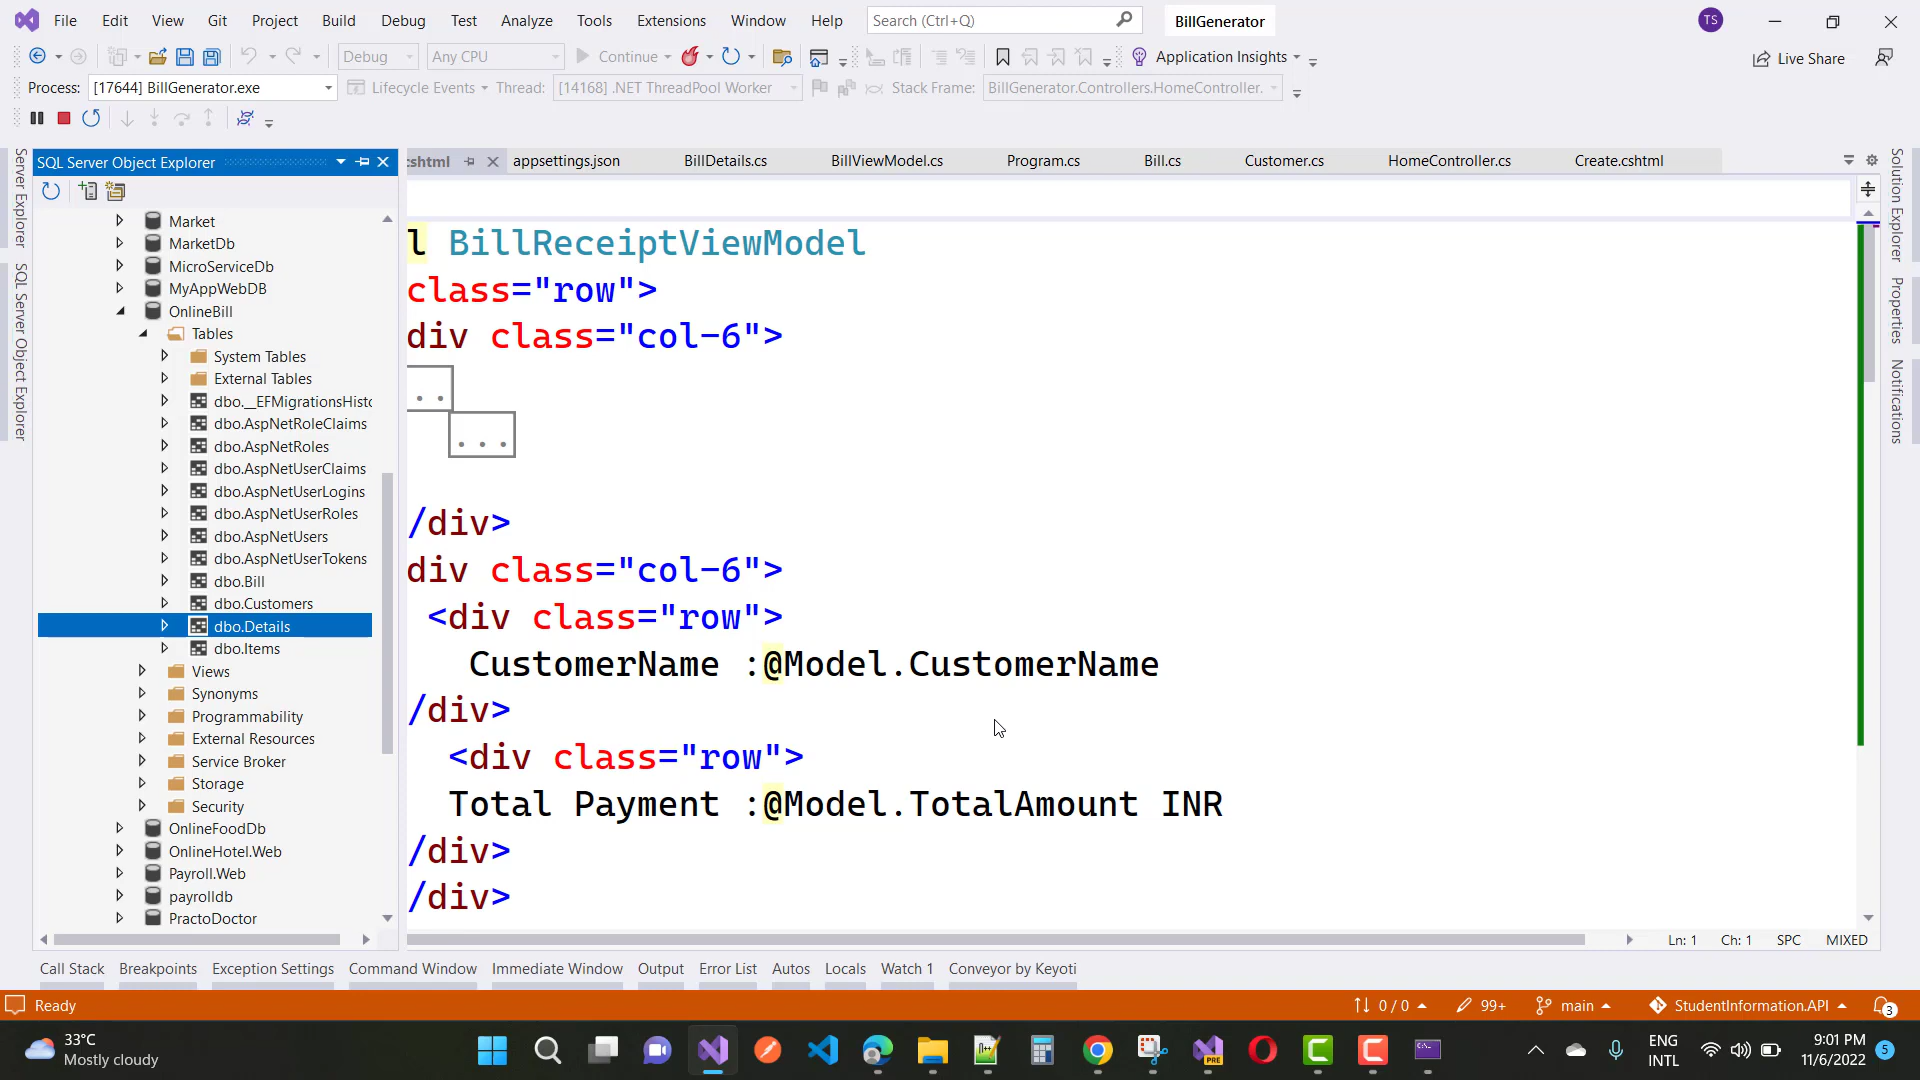 File Edit View Git Project Build Debug Test Analyze Tools Extensions Window Help Search (Ctrl+Q) BillGenerator TS
Debug Any CPU Continue Application Insights Live Share
Process: [17644] BillGenerator.exe Lifecycle Events Thread: [14168] .NET ThreadPool Worker Stack Frame: BillGenerator.Controllers.HomeController.
SQL Server Object Explorer
cshtml appsettings.json BillDetails.cs BillViewModel.cs Program.cs Bill.cs Customer.cs HomeController.cs Create.cshtml
Server Explorer
SQL Server Object Explorer
Market
MarketDb
MicroServiceDb
MyAppWebDB
OnlineBill
Tables
System Tables
External Tables
dbo.__EFMigrationsHisto
dbo.AspNetRoleClaims
dbo.AspNetRoles
dbo.AspNetUserClaims
dbo.AspNetUserLogins
dbo.AspNetUserRoles
dbo.AspNetUsers
dbo.AspNetUserTokens
dbo.Bill
dbo.Customers
dbo.Details
dbo.Items
Views
Synonyms
Programmability
External Resources
Service Broker
Storage
Security
OnlineFoodDb
OnlineHotel.Web
Payroll.Web
payrolldb
PractoDoctor
l BillReceiptViewModel
class="row">
div class="col-6">
. .
. . .
/div>
div class="col-6">
<div class="row">
CustomerName :@Model.CustomerName
/div>
<div class="row">
Total Payment :@Model.TotalAmount INR
/div>
/div>
Solution Explorer
Properties
Notifications
Ln: 1 Ch: 1 SPC MIXED
Call Stack Breakpoints Exception Settings Command Window Immediate Window Output Error List Autos Locals Watch 1 Conveyor by Keyoti
Ready 0 / 0 99+ main StudentInformation.API 3
33°C
Mostly cloudy
PRE
ENG
INTL
9:01 PM
11/6/2022
5